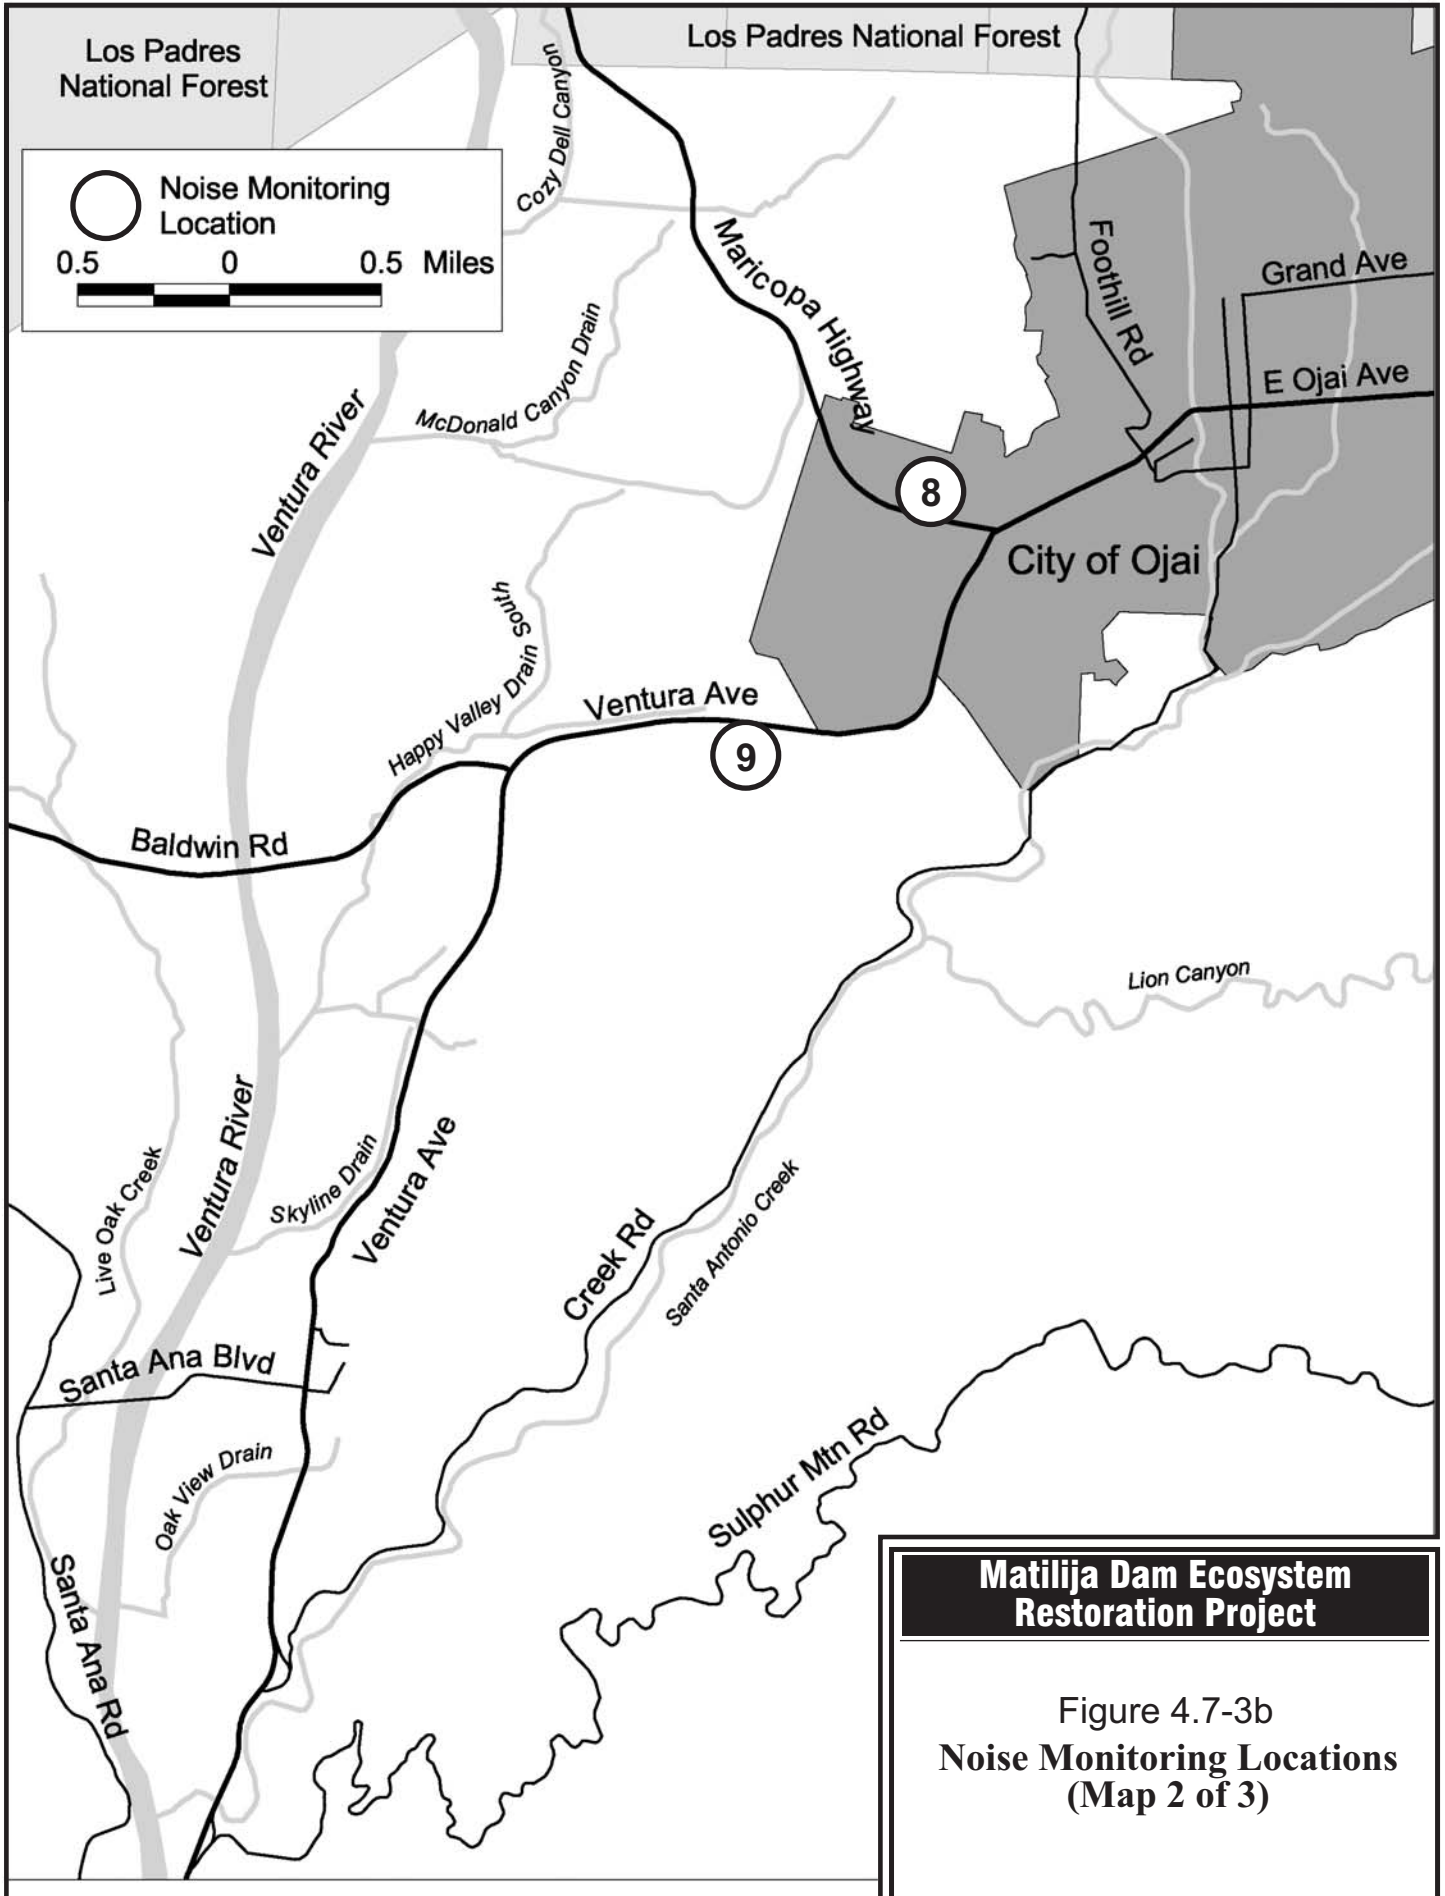 Los Padres
National Forest
Los Padres National Forest
Noise Monitoring
Location
0.5 0 0.5 Miles
Cozy Dell Canyon
Maricopa Highway
Foothill Rd
Grand Ave
E Ojai Ave
McDonald Canyon Drain
Ventura River
8
City of Ojai
Happy Valley Drain South
Ventura Ave
9
Baldwin Rd
Lion Canyon
Live Oak Creek
Ventura River
Skyline Drain
Ventura Ave
Creek Rd
Santa Antonio Creek
Santa Ana Blvd
Oak View Drain
Sulphur Mtn Rd
Santa Ana Rd
Matilija Dam Ecosystem
Restoration Project
Figure 4.7-3b
Noise Monitoring Locations
(Map 2 of 3)